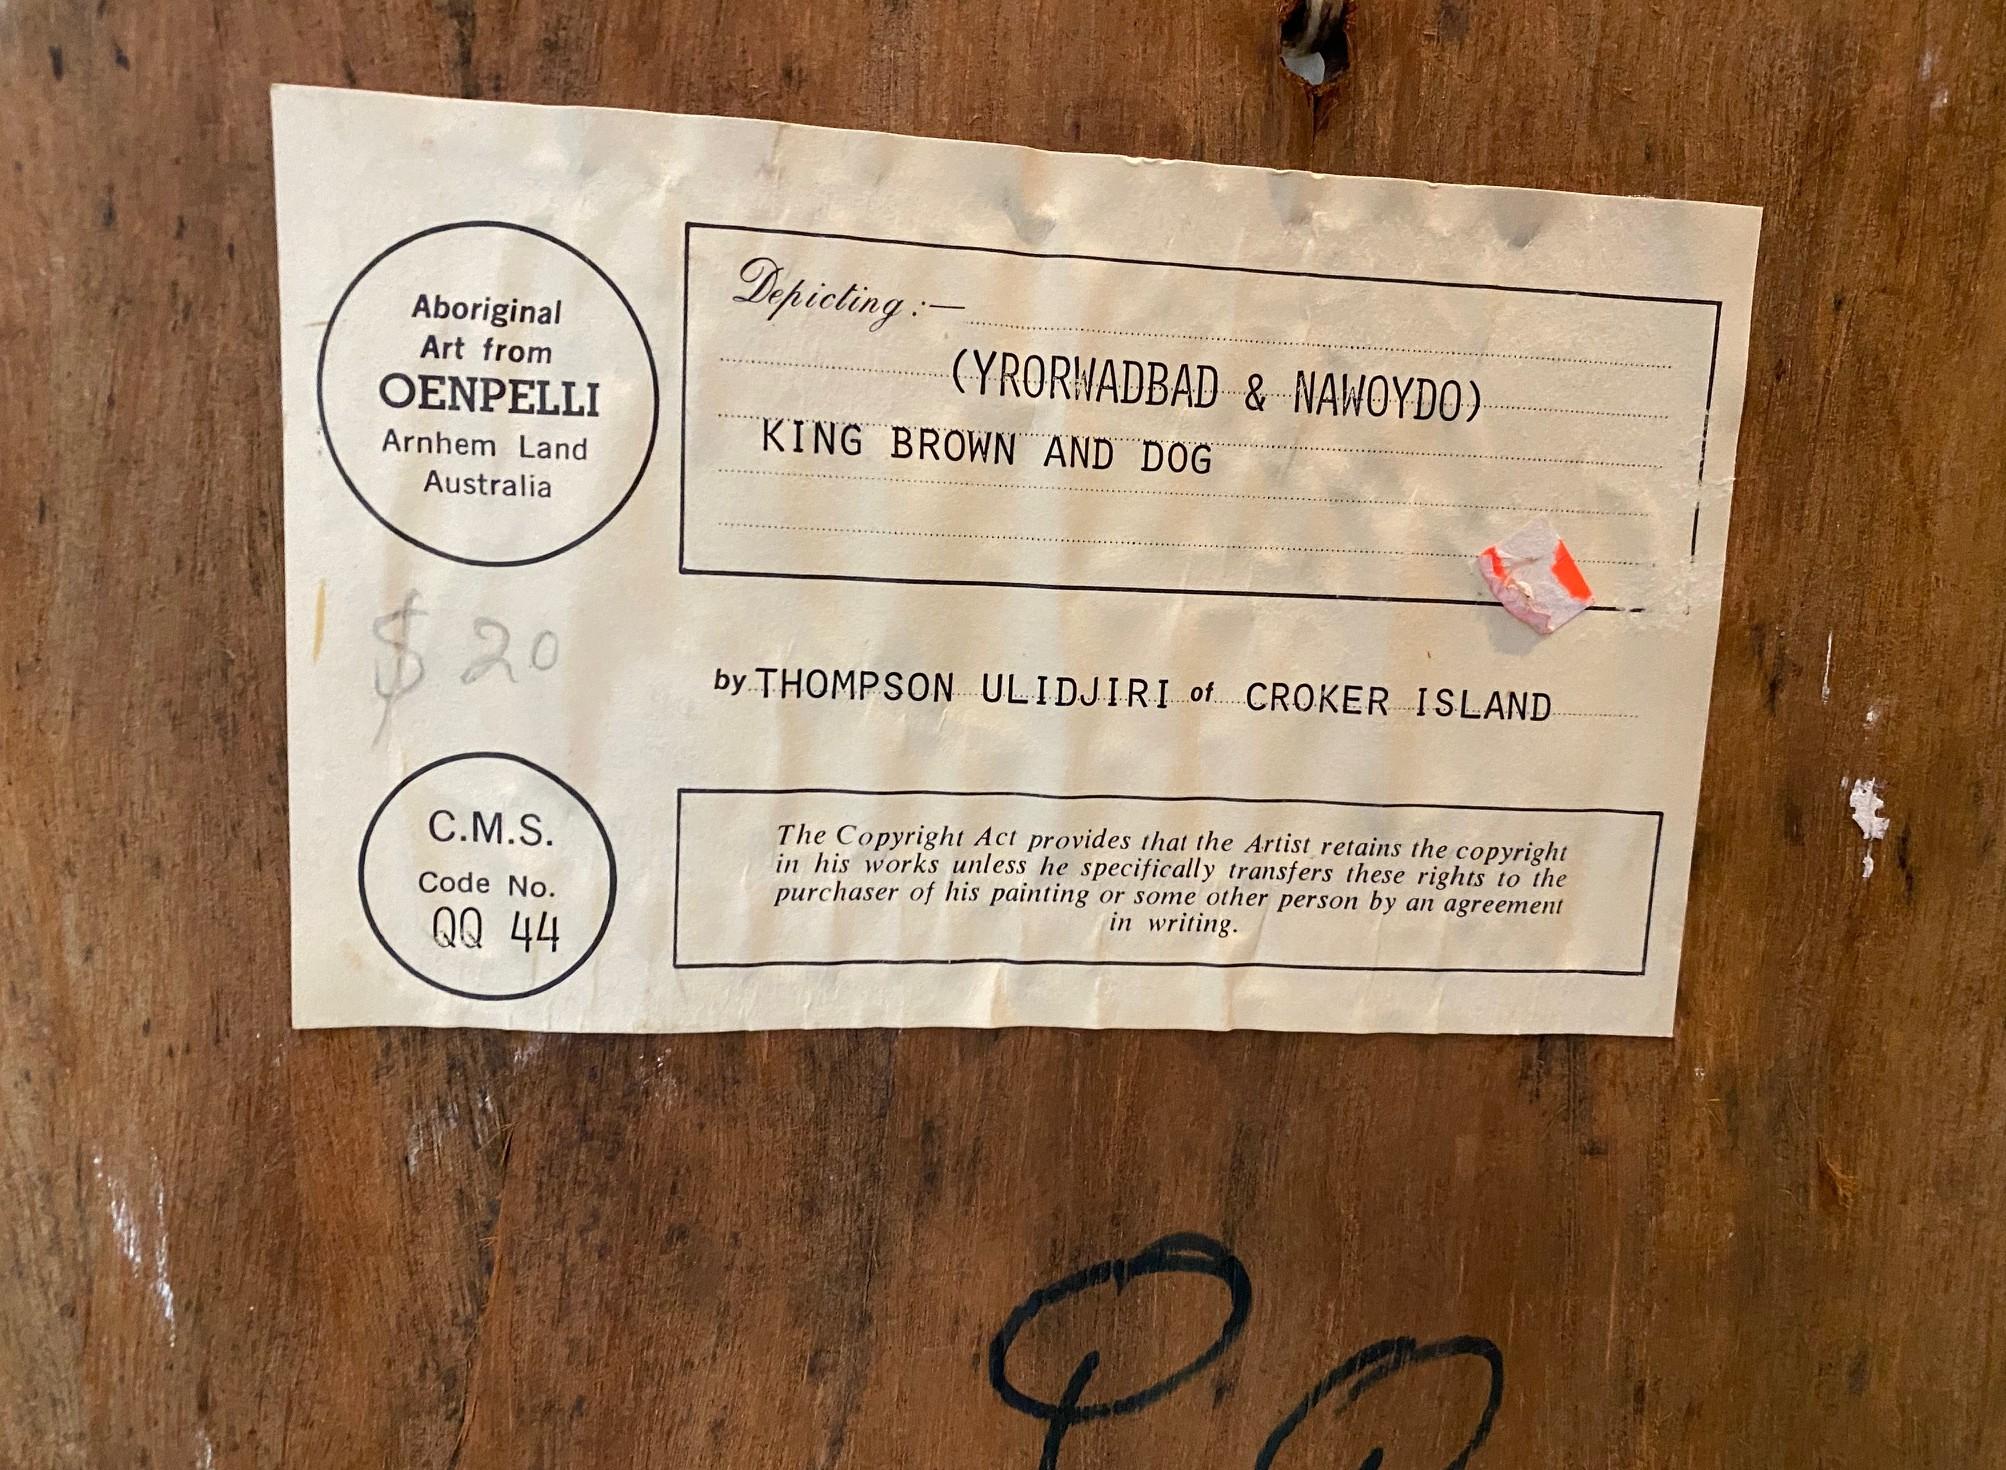 Aboriginal
Art from
OENPELLI
Arnhem Land
Australia
Depicting :—
(YRORWADBAD & NAWOYDO)
KING BROWN AND DOG
$20
by THOMPSON ULIDJIRI of CROKER ISLAND
C.M.S.
Code No.
QQ 44
The Copyright Act provides that the Artist retains the copyright
in his works unless he specifically transfers these rights to the
purchaser of his painting or some other person by an agreement
in writing.